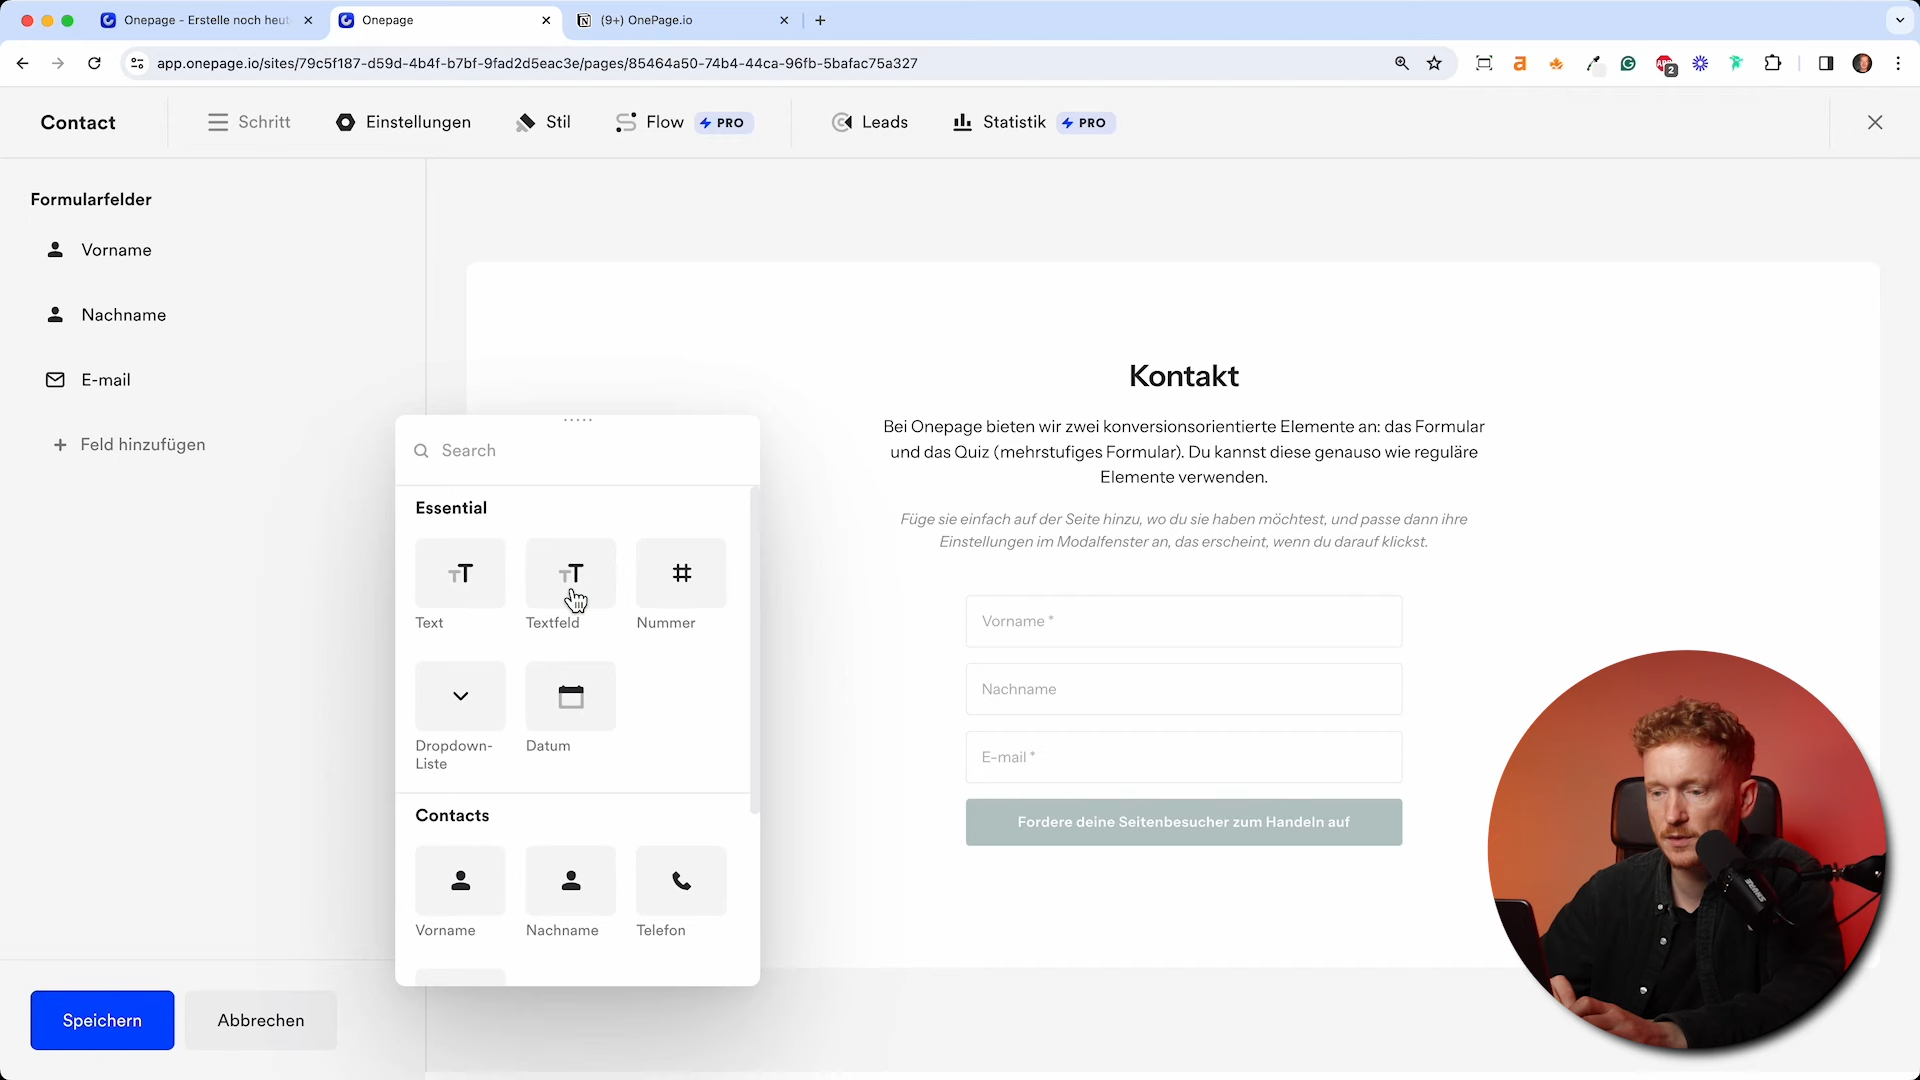 Onepage - Erstelle noch heut
Onepage
(9+) OnePage.io
app.onepage.io/sites/79c5f187-d59d-4b4f-b7bf-9fad2d5eac3e/pages/85464a50-74b4-44ca-96fb-5bafac75a327
2
Contact
Schritt
Einstellungen
Stil
Flow
PRO
Leads
Statistik
PRO
Formularfelder
Vorname
Nachname
E-mail
Feld hinzufügen
Search
Essential
Text
Textfeld
Nummer
Dropdown-
Liste
Datum
Contacts
Vorname
Nachname
Telefon
Speichern
Abbrechen
Kontakt
Bei Onepage bieten wir zwei konversionsorientierte Elemente an: das Formular
und das Quiz (mehrstufiges Formular). Du kannst diese genauso wie reguläre
Elemente verwenden.
Füge sie einfach auf der Seite hinzu, wo du sie haben möchtest, und passe dann ihre
Einstellungen im Modalfenster an, das erscheint, wenn du darauf klickst.
Vorname *
Nachname
E-mail *
Fordere deine Seitenbesucher zum Handeln auf
SHURE